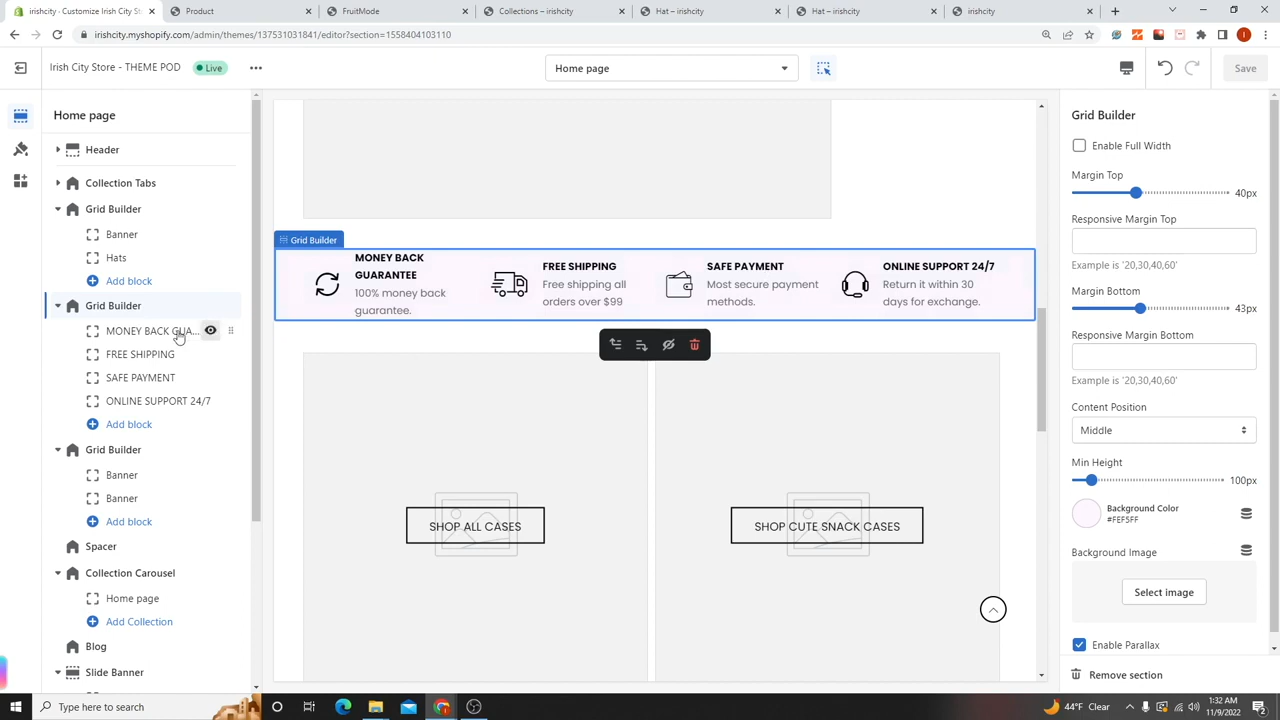 irishcity - Customize Irish City St
Product
FruitMode
Collections – irishcity
Hat – irishcity
Hat – irishcity
irishcity
irishcity.myshopify.com/admin/themes/137531031841/editor?section=1558404103110
Irish City Store - THEME POD
Live
Home page
Save
Home page
Header
Collection Tabs
Grid Builder
Banner
Hats
Add block
Grid Builder
MONEY BACK GUA...
FREE SHIPPING
SAFE PAYMENT
ONLINE SUPPORT 24/7
Add block
Grid Builder
Banner
Banner
Add block
Spacer
Collection Carousel
Home page
Add Collection
Blog
Slide Banner
Grid Builder
MONEY BACK
GUARANTEE
100% money back
guarantee.
FREE SHIPPING
Free shipping all
orders over $99
SAFE PAYMENT
Most secure payment
methods.
ONLINE SUPPORT 24/7
Return it within 30
days for exchange.
SHOP ALL CASES
SHOP CUTE SNACK CASES
Grid Builder
Enable Full Width
Margin Top
40px
Responsive Margin Top
Example is '20,30,40,60'
Margin Bottom
43px
Responsive Margin Bottom
Example is '20,30,40,60'
Content Position
Middle
Min Height
100px
Background Color
#FEF5FF
Background Image
Select image
Enable Parallax
Remove section
Type here to search
44°F Clear
1:32 AM
11/9/2022